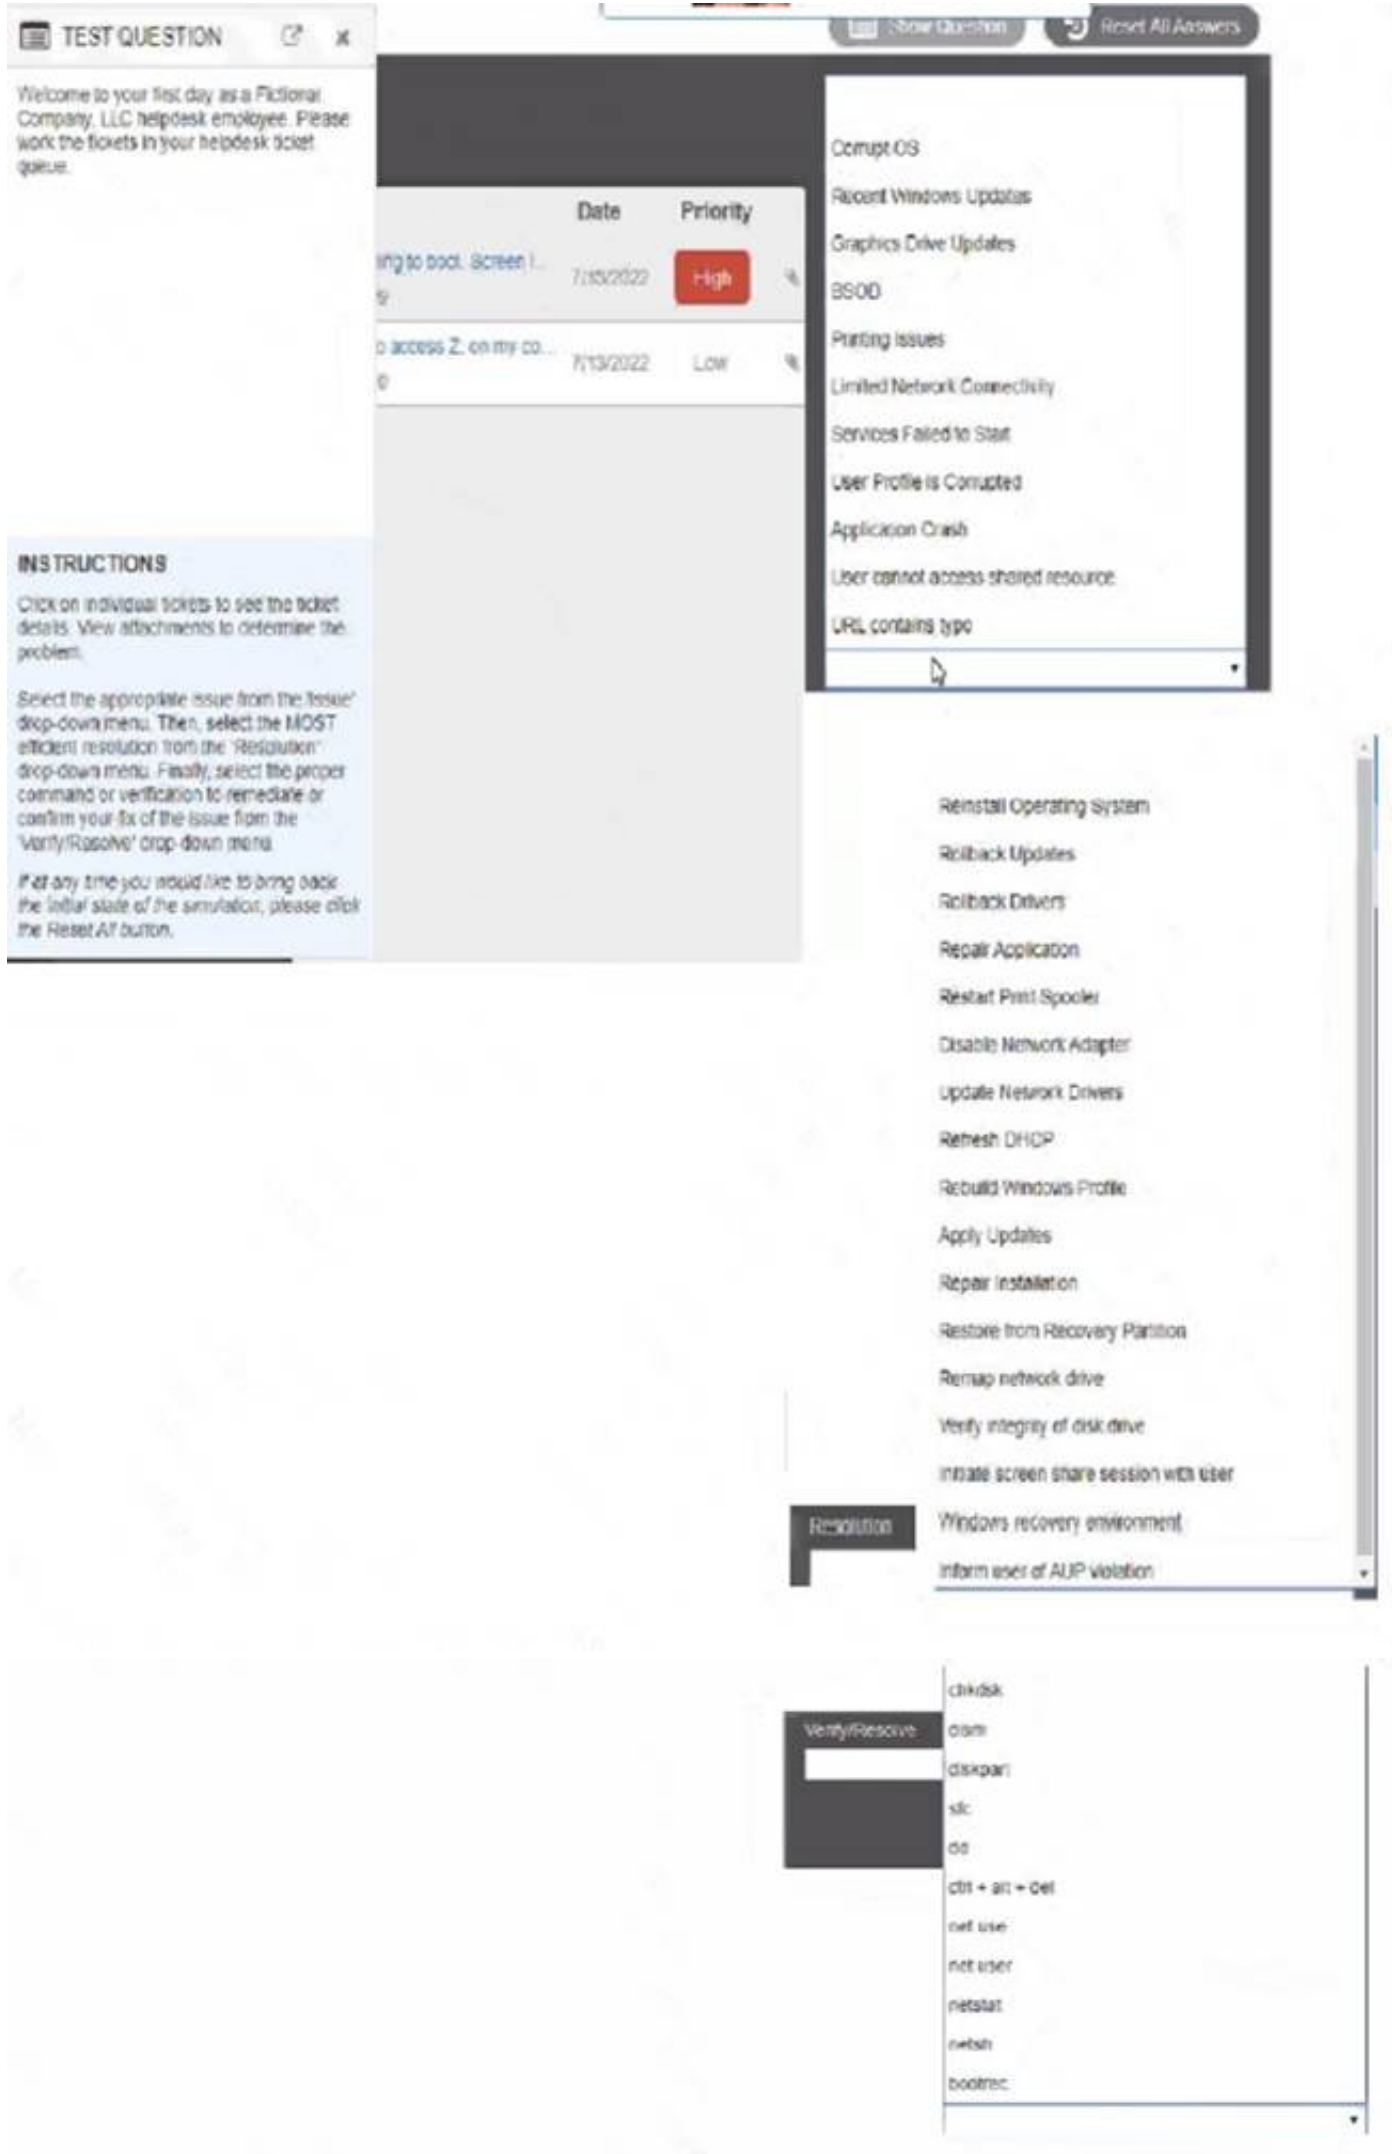 TEST QUESTION
Show Question
Reset All Answers
Welcome to your first day as a Fictional
Company, LLC helpdesk employee. Please
work the tickets in your helpdesk ticket
queue.
Date Priority
ing to boot. Screen l...
7/15/2022
High
o access Z: on my co...
7/13/2022
Low
INSTRUCTIONS
Click on individual tickets to see the ticket
details. View attachments to determine the
problem.
Select the appropriate issue from the 'Issue'
drop-down menu. Then, select the MOST
efficient resolution from the 'Resolution'
drop-down menu. Finally, select the proper
command or verification to remediate or
confirm your fix of the issue from the
'Verify/Resolve' drop-down menu.
If at any time you would like to bring back
the initial state of the simulation, please click
the Reset All button.
Corrupt OS
Recent Windows Updates
Graphics Drive Updates
BSOD
Printing Issues
Limited Network Connectivity
Services Failed to Start
User Profile is Corrupted
Application Crash
User cannot access shared resource
URL contains typo
Reinstall Operating System
Rollback Updates
Rollback Drivers
Repair Application
Restart Print Spooler
Disable Network Adapter
Update Network Drivers
Refresh DHCP
Rebuild Windows Profile
Apply Updates
Repair Installation
Restore from Recovery Partition
Remap network drive
Verify integrity of disk drive
Initiate screen share session with user
Resolution
Windows recovery environment
Inform user of AUP violation
chkdsk
Verify/Resolve
dism
diskpart
sfc
dd
ctrl + alt + del
net use
net user
netstat
netsh
bootrec